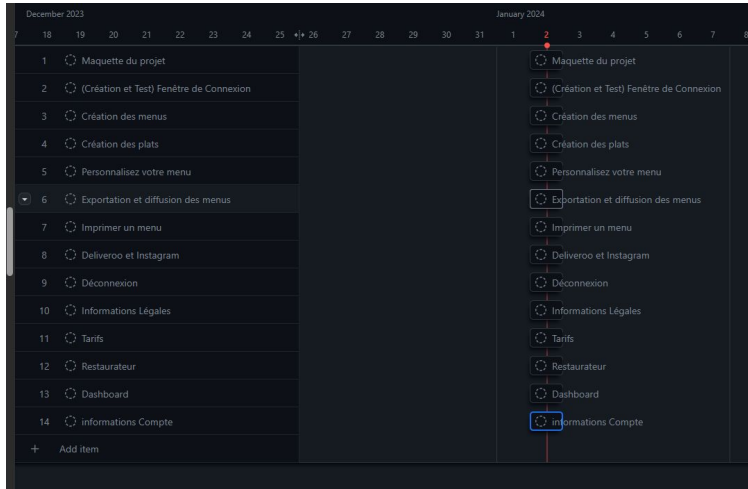 December 2023 January 2024
7 18 19 20 21 22 23 24 25 26 27 28 29 30 31 1 2 3 4 5 6 7 8
1 Maquette du projet Maquette du projet
2 (Création et Test) Fenêtre de Connexion (Création et Test) Fenêtre de Connexion
3 Création des menus Création des menus
4 Création des plats Création des plats
5 Personnalisez votre menu Personnalisez votre menu
6 Exportation et diffusion des menus Exportation et diffusion des menus
7 Imprimer un menu Imprimer un menu
8 Deliveroo et Instagram Deliveroo et Instagram
9 Déconnexion Déconnexion
10 Informations Légales Informations Légales
11 Tarifs Tarifs
12 Restaurateur Restaurateur
13 Dashboard Dashboard
14 informations Compte informations Compte
+ Add item